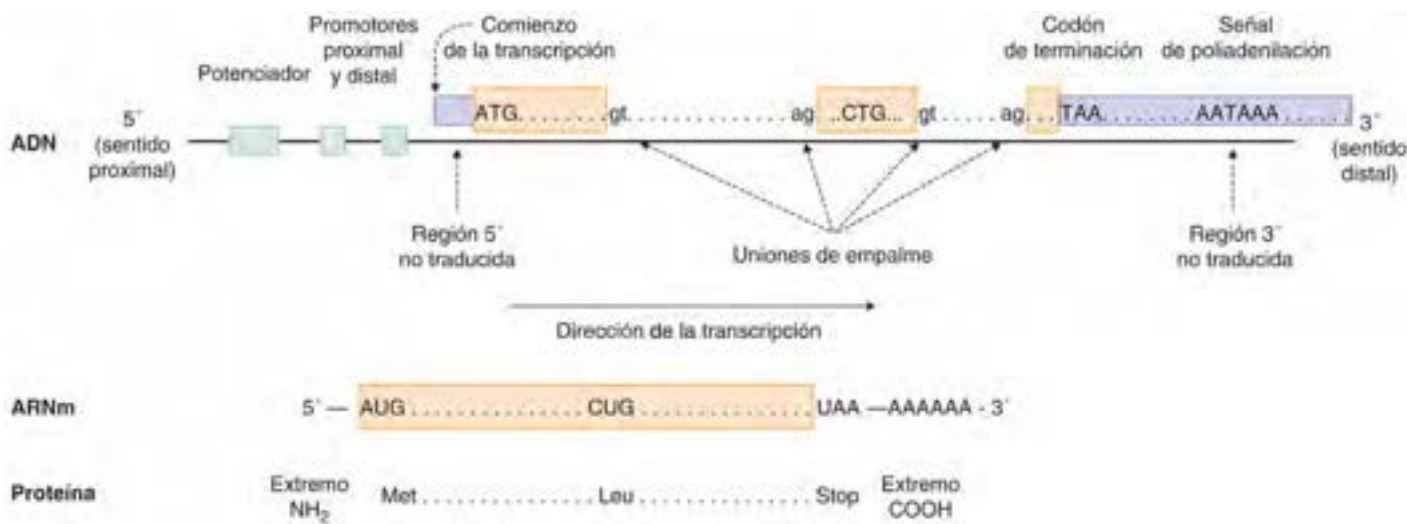 Promotores
proximal
y distal
Comienzo
de la transcripción
Codón
de terminación
Señal
de poliadenilación
Potenciador
ADN
5´
(sentido
proximal)
ATG. . . . . . . . gt. . . . . . . . . . . . . . ag ..CTG... gt . . . . . ag. . . TAA. . . . . . . . AATAAA . . . . . .
3´
(sentido
distal)
Región 5´
no traducida
Uniones de empalme
Región 3´
no traducida
Dirección de la transcripción
ARNm
5´ — AUG . . . . . . . . . . . . . . CUG . . . . . . . . . . . . . . UAA —AAAAAA - 3´
Proteína
Extremo
NH₂
Met . . . . . . . . . . . . . . Leu . . . . . . . . . . . . . . Stop
Extremo
COOH